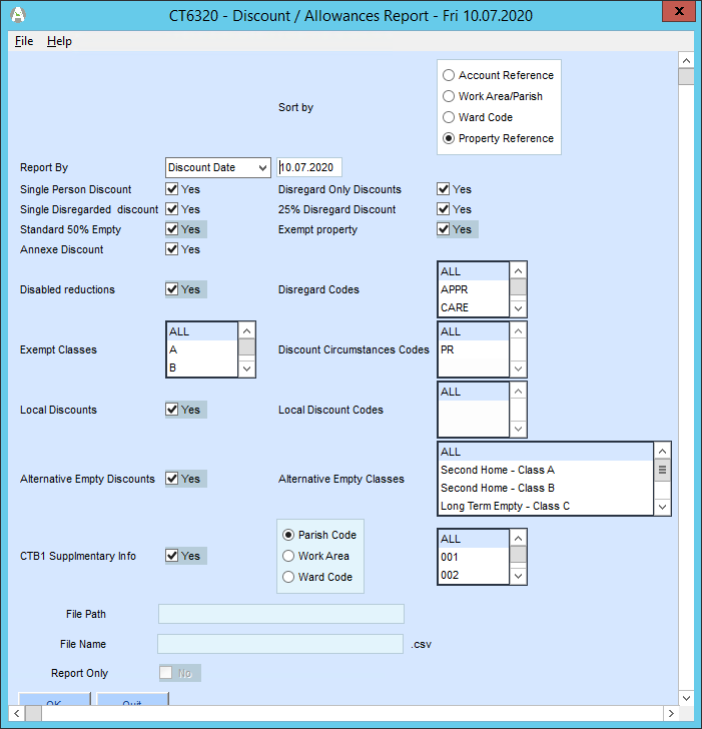 CT6320 - Discount / Allowances Report - Fri 10.07.2020
File Help
Sort by
Account Reference
Work Area/Parish
Ward Code
Property Reference
Report By Discount Date 10.07.2020
Single Person Discount Yes Disregard Only Discounts Yes
Single Disregarded discount Yes 25% Disregard Discount Yes
Standard 50% Empty Yes Exempt property Yes
Annexe Discount Yes
Disabled reductions Yes Disregard Codes
ALL
APPR
CARE
Exempt Classes
ALL
A
B
Discount Circumstances Codes
ALL
PR
Local Discounts Yes Local Discount Codes
ALL
Alternative Empty Discounts Yes Alternative Empty Classes
ALL
Second Home - Class A
Second Home - Class B
Long Term Empty - Class C
CTB1 Supplmentary Info Yes
Parish Code
Work Area
Ward Code
ALL
001
002
File Path
File Name .csv
Report Only No
OK Quit